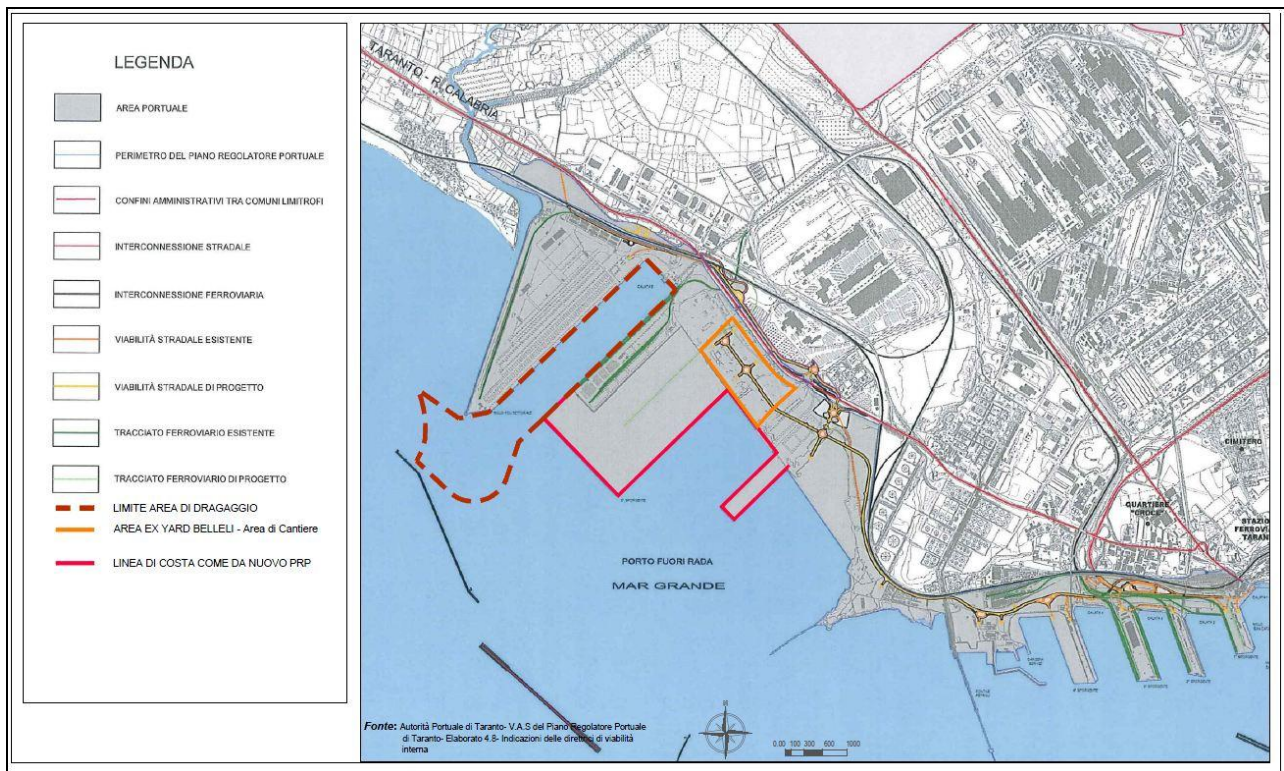 LEGENDA
AREA PORTUALE
PERIMETRO DEL PIANO REGOLATORE PORTUALE
CONFINI AMMINISTRATIVI TRA COMUNI LIMITROFI
INTERCONNESSIONE STRADALE
INTERCONNESSIONE FERROVIARIA
VIABILITÀ STRADALE ESISTENTE
VIABILITÀ STRADALE DI PROGETTO
TRACCIATO FERROVIARIO ESISTENTE
TRACCIATO FERROVIARIO DI PROGETTO
LIMITE AREA DI DRAGAGGIO
AREA EX YARD BELLELI - Area di Cantiere
LINEA DI COSTA COME DA NUOVO PRP
TARANTO - R. CALABRIA
CIMITERO
QUARTIERE
"CROCE"
STAZIO
FERROVI
TARAN
PORTO FUORI RADA
MAR GRANDE
Fonte: Autorità Portuale di Taranto- V.A.S del Piano Regolatore Portuale
di Taranto- Elaborato 4.8- Indicazioni delle direttrici di viabilità
interna
N
0.00 100 300 600 1000